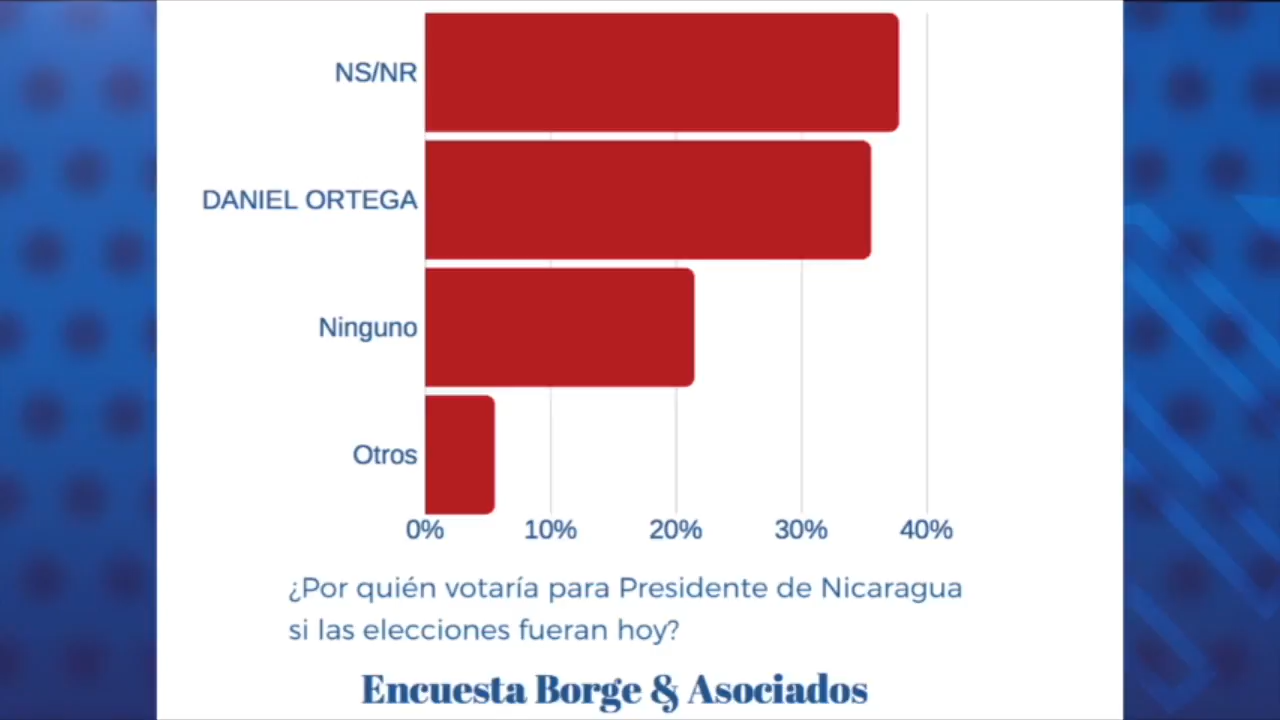 NS/NR
DANIEL ORTEGA
Ninguno
Otros
0% 10% 20% 30% 40%
¿Por quién votaría para Presidente de Nicaragua
si las elecciones fueran hoy?
Encuesta Borge & Asociados